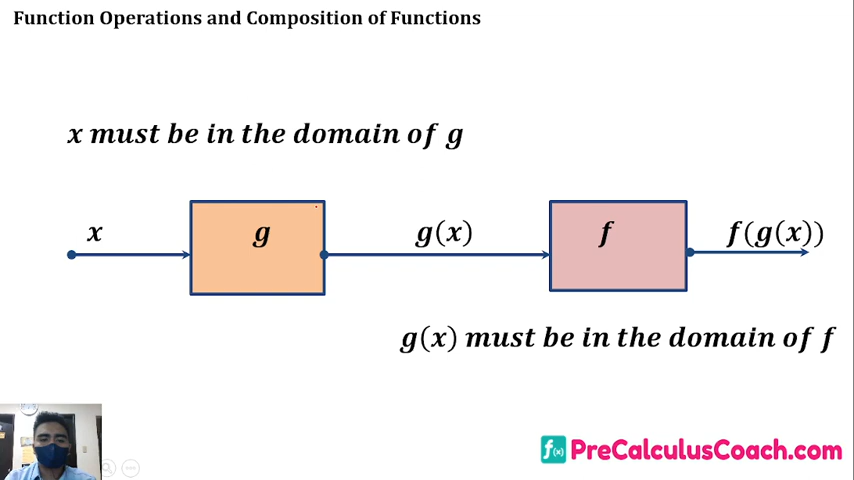 Function Operations and Composition of Functions
x must be in the domain of g
x g g(x) f f(g(x))
g(x) must be in the domain of f
f(x) PreCalculusCoach.com